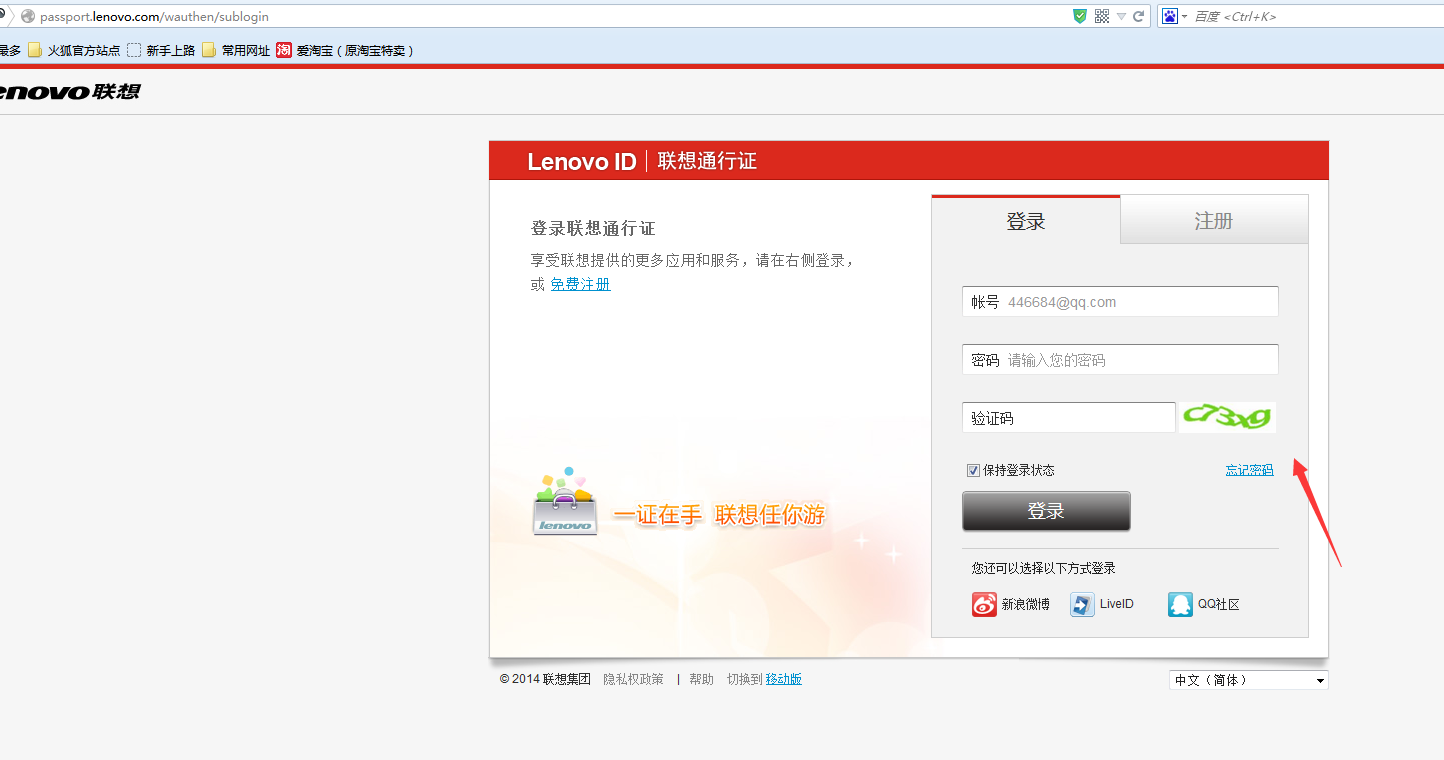 passport.lenovo.com/wauthen/sublogin
百度 <Ctrl+K>
最多 火狐官方站点 新手上路 常用网址 淘 爱淘宝（原淘宝特卖）
enovo 联想
Lenovo ID 联想通行证
登录 注册
登录联想通行证
享受联想提供的更多应用和服务，请在右侧登录，
或 免费注册
帐号 446684@qq.com
密码 请输入您的密码
验证码 c73xg
保持登录状态 忘记密码
登录
lenovo
一证在手 联想任你游
您还可以选择以下方式登录
新浪微博 LiveID QQ社区
© 2014 联想集团 隐私权政策 | 帮助 切换到 移动版
中文（简体）